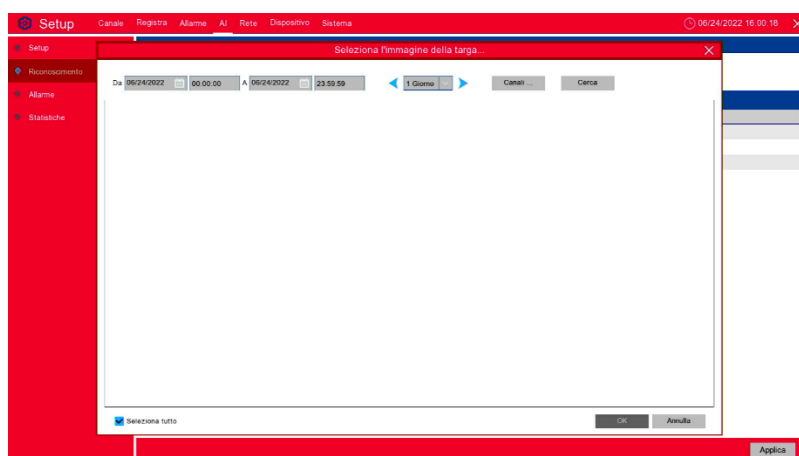 Setup Canale Registra Allarme AI Rete Dispositivo Sistema 06/24/2022 16:00:18
Setup
Seleziona l'immagine della targa...
Riconosomento
Da 06/24/2022 00:00:00 A 06/24/2022 23:59:59 1 Giorno Canali ... Cerca
Allarme
Statistiche
Seleziona tutto OK Annulla
Applica